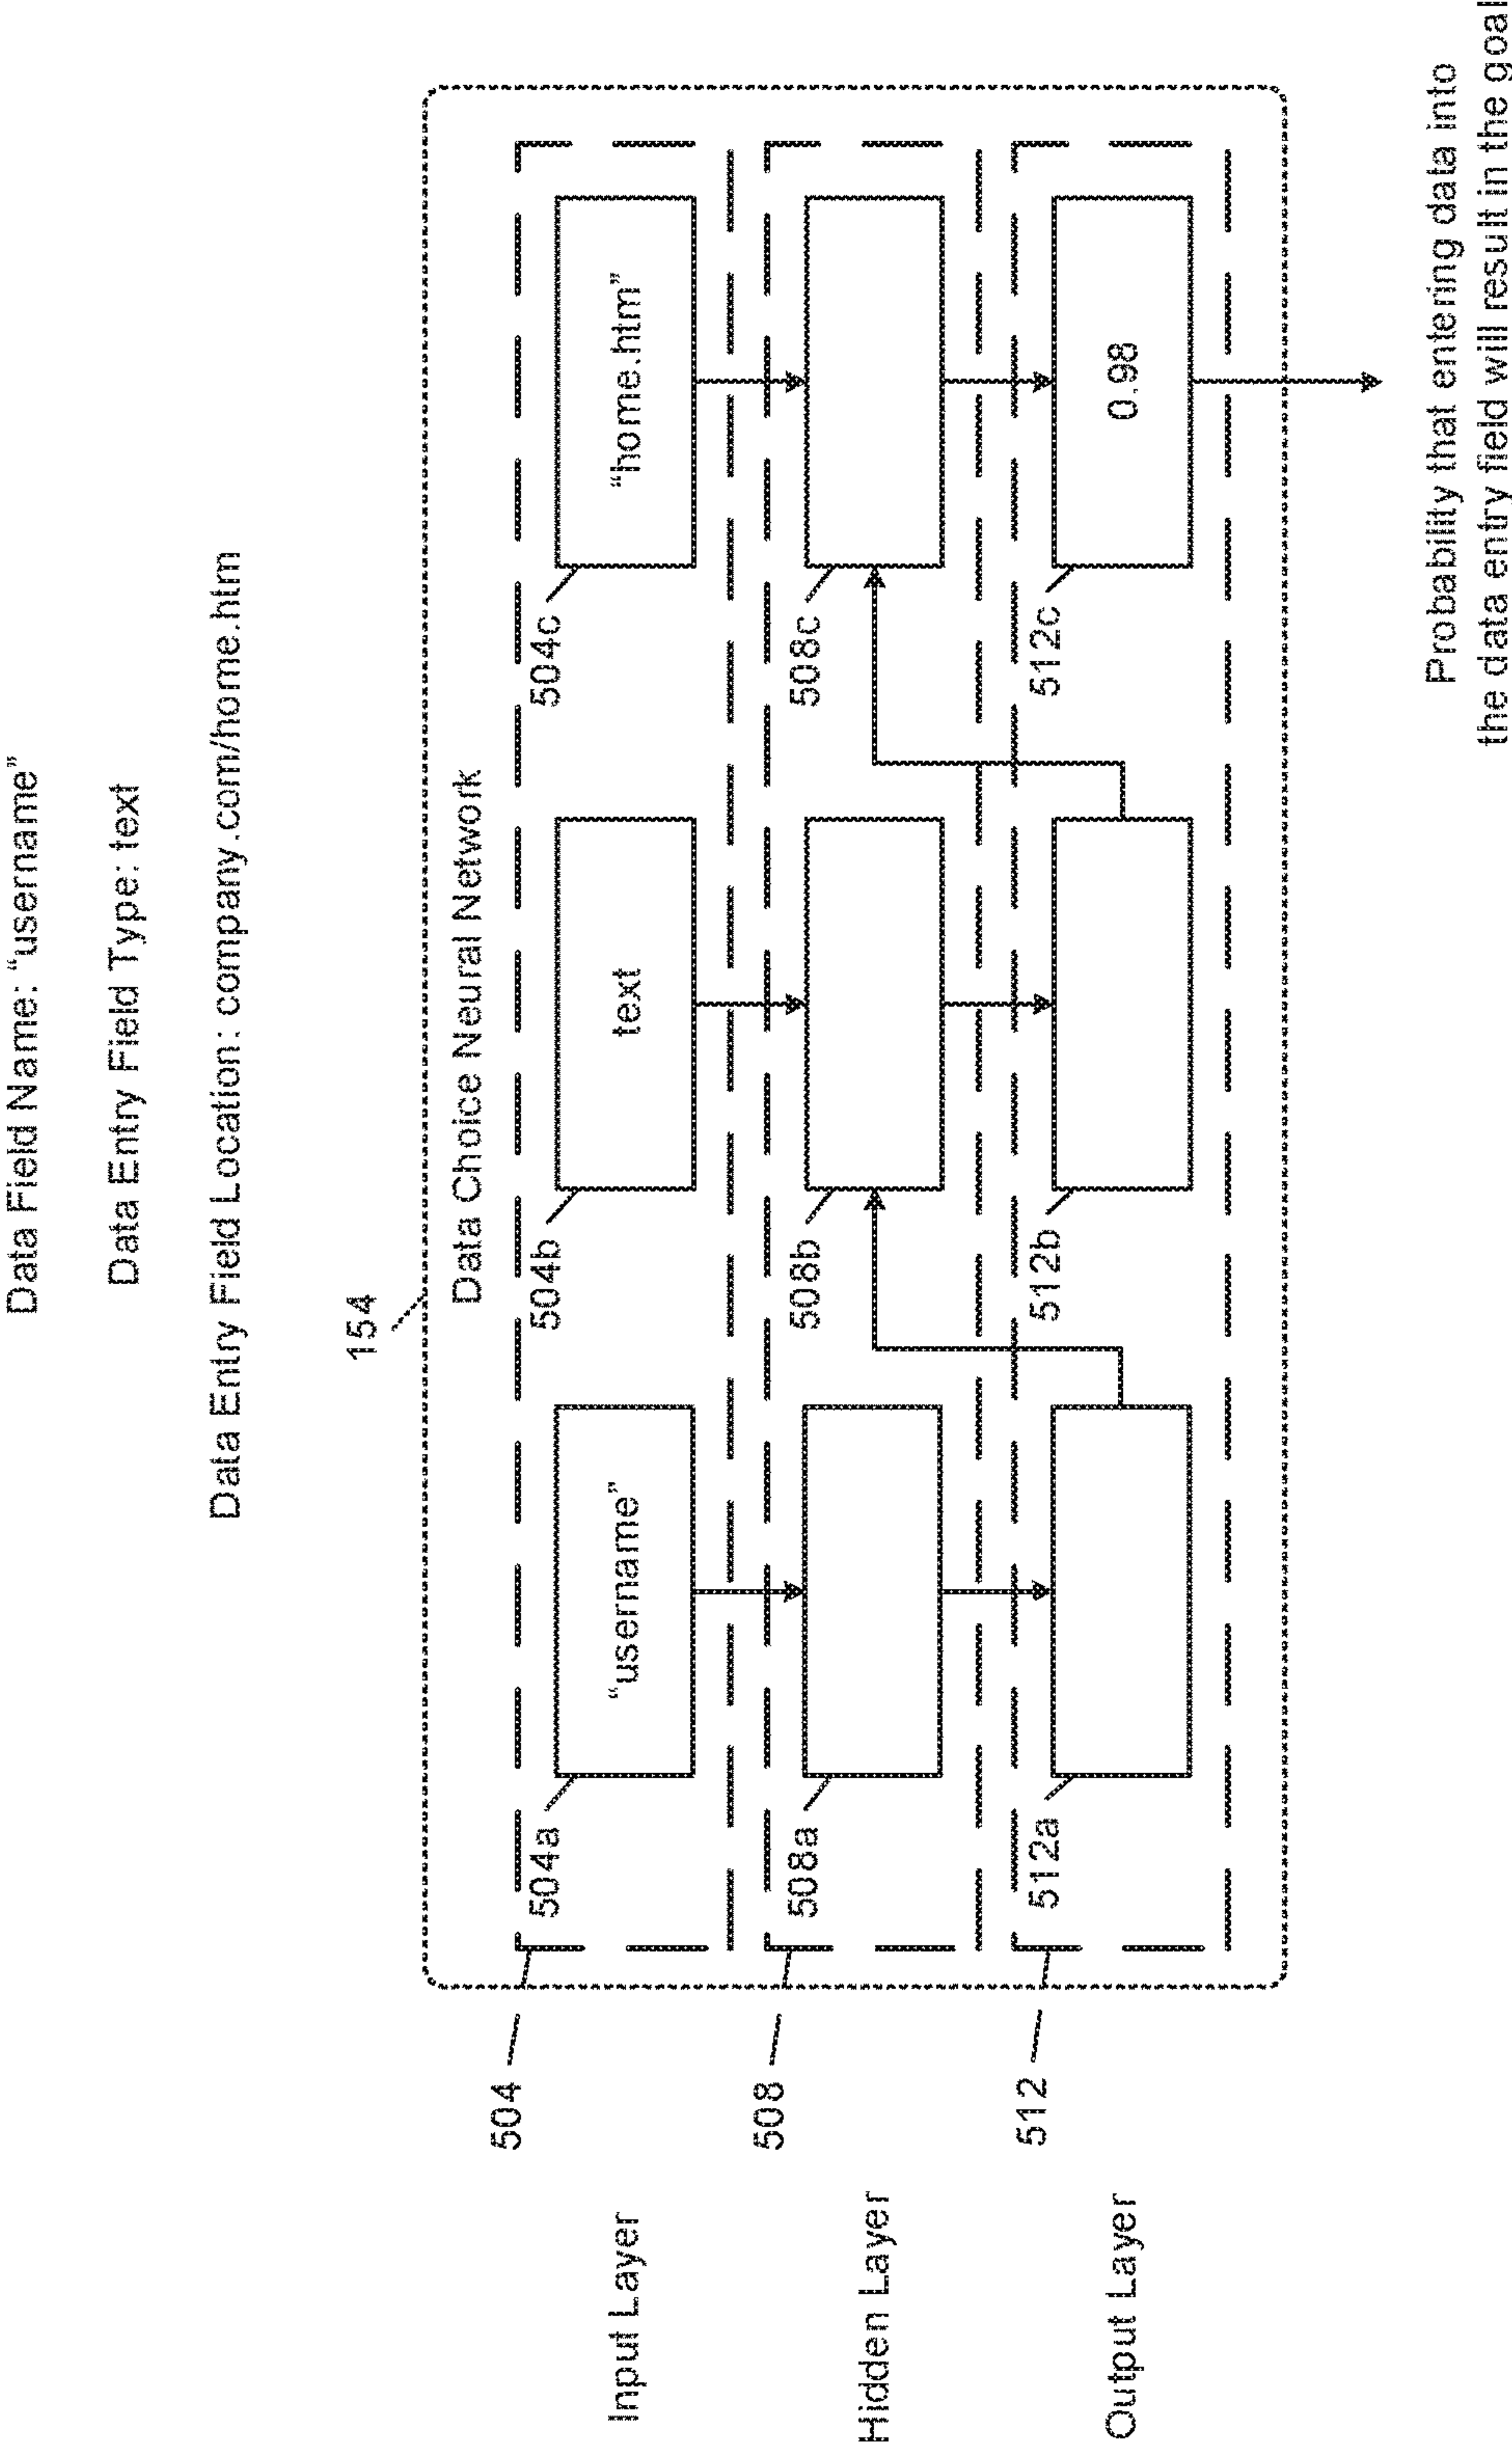 Data Field Name: “username”
Data Entry Field Type: text
Data Entry Field Location: company.com/home.htm
154
Data Choice Neural Network
504
504a
504b
504c
Input Layer
“username”
text
“home.htm”
508
508a
508b
508c
Hidden Layer
512
512a
512b
512c
Output Layer
0.98
Probability that entering data into
the data entry field will result in the goal